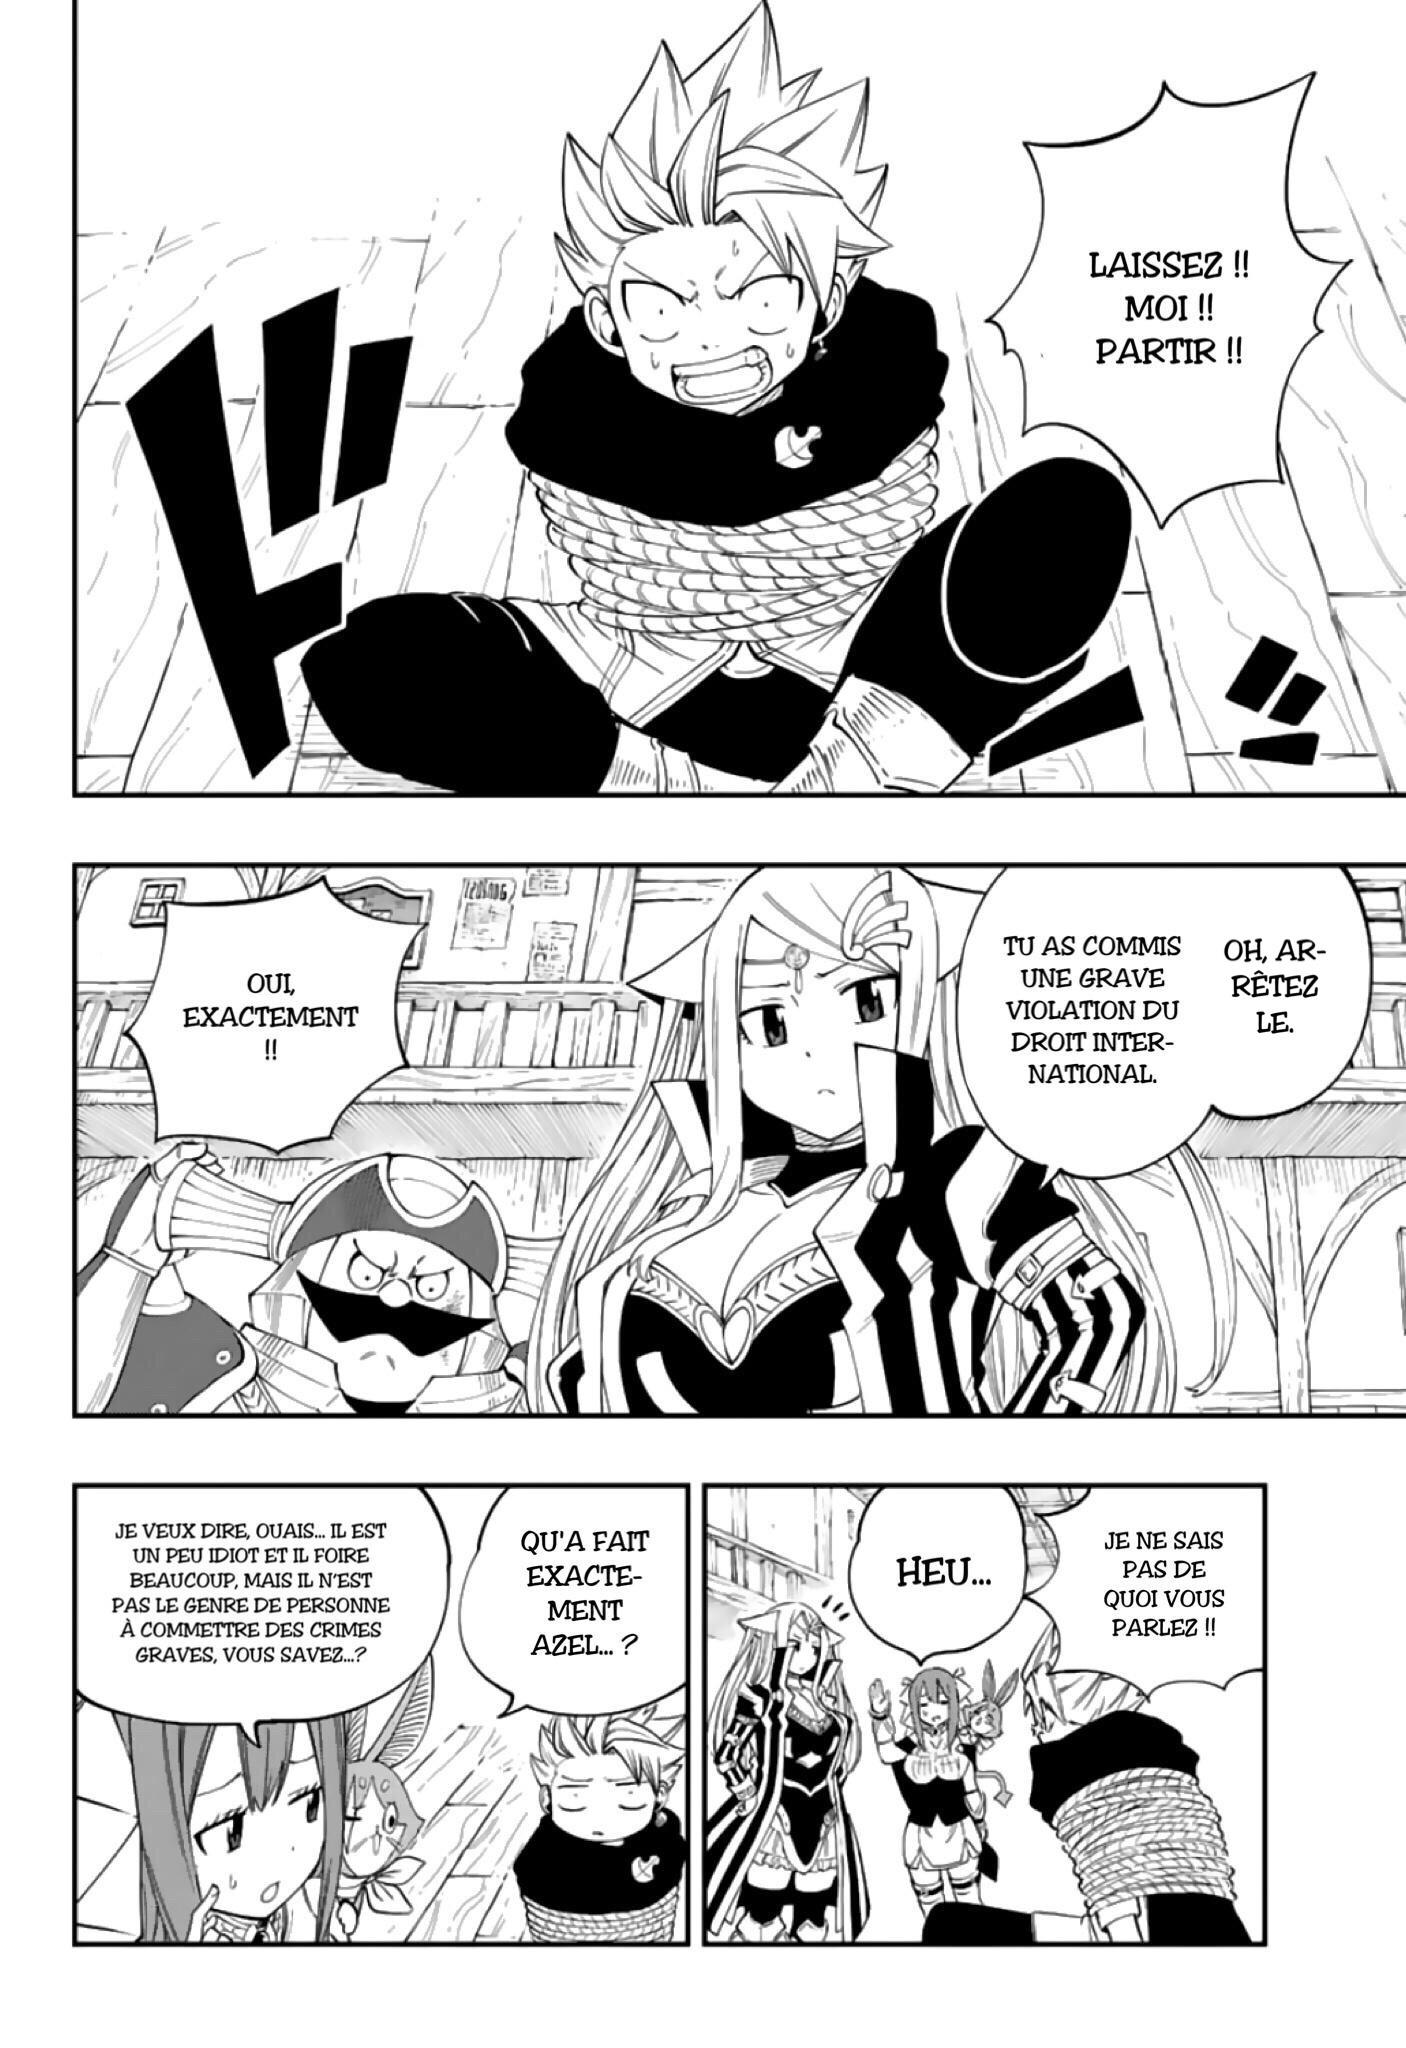 LAISSEZ !!
MOI !!
PARTIR !!
OH, AR-
RÊTEZ
LE.
TU AS COMMIS
UNE GRAVE
VIOLATION DU
DROIT INTER-
NATIONAL.
OUI,
EXACTEMENT
!!
JE NE SAIS
PAS DE
QUOI VOUS
PARLEZ !!
HEU...
QU'A FAIT
EXACTE-
MENT
AZEL... ?
JE VEUX DIRE, OUAIS... IL EST
UN PEU IDIOT ET IL FOIRE
BEAUCOUP, MAIS IL N'EST
PAS LE GENRE DE PERSONNE
À COMMETTRE DES CRIMES
GRAVES, VOUS SAVEZ...?